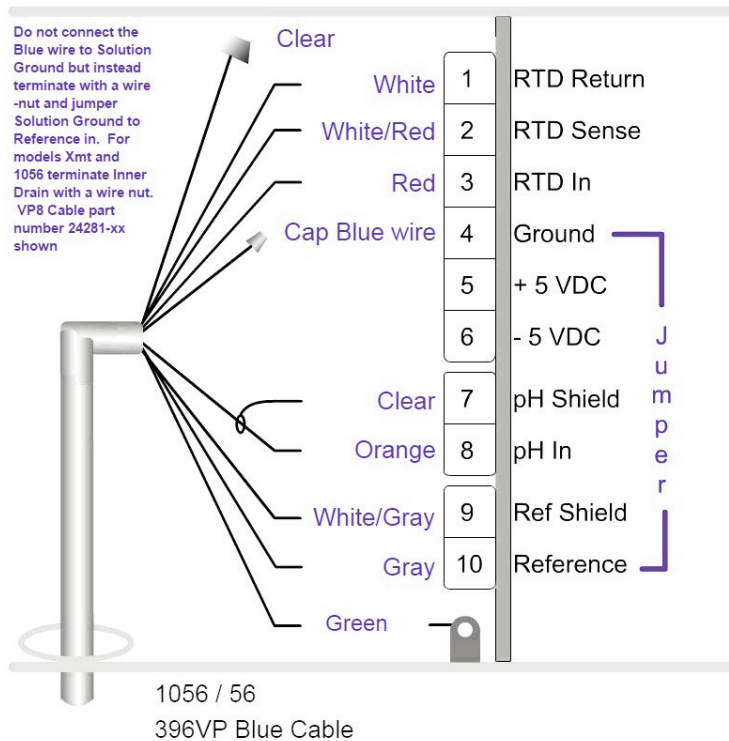 Do not connect the
Blue wire to Solution
Ground but instead
terminate with a wire
-nut and jumper
Solution Ground to
Reference in. For
models Xmt and
1056 terminate Inner
Drain with a wire nut.
VP8 Cable part
number 24281-xx
shown
Clear
White 1 RTD Return
White/Red 2 RTD Sense
Red 3 RTD In
Cap Blue wire 4 Ground
5 + 5 VDC
6 - 5 VDC
Clear 7 pH Shield
Orange 8 pH In
White/Gray 9 Ref Shield
Gray 10 Reference
Jumper
Green
1056 / 56
396VP Blue Cable